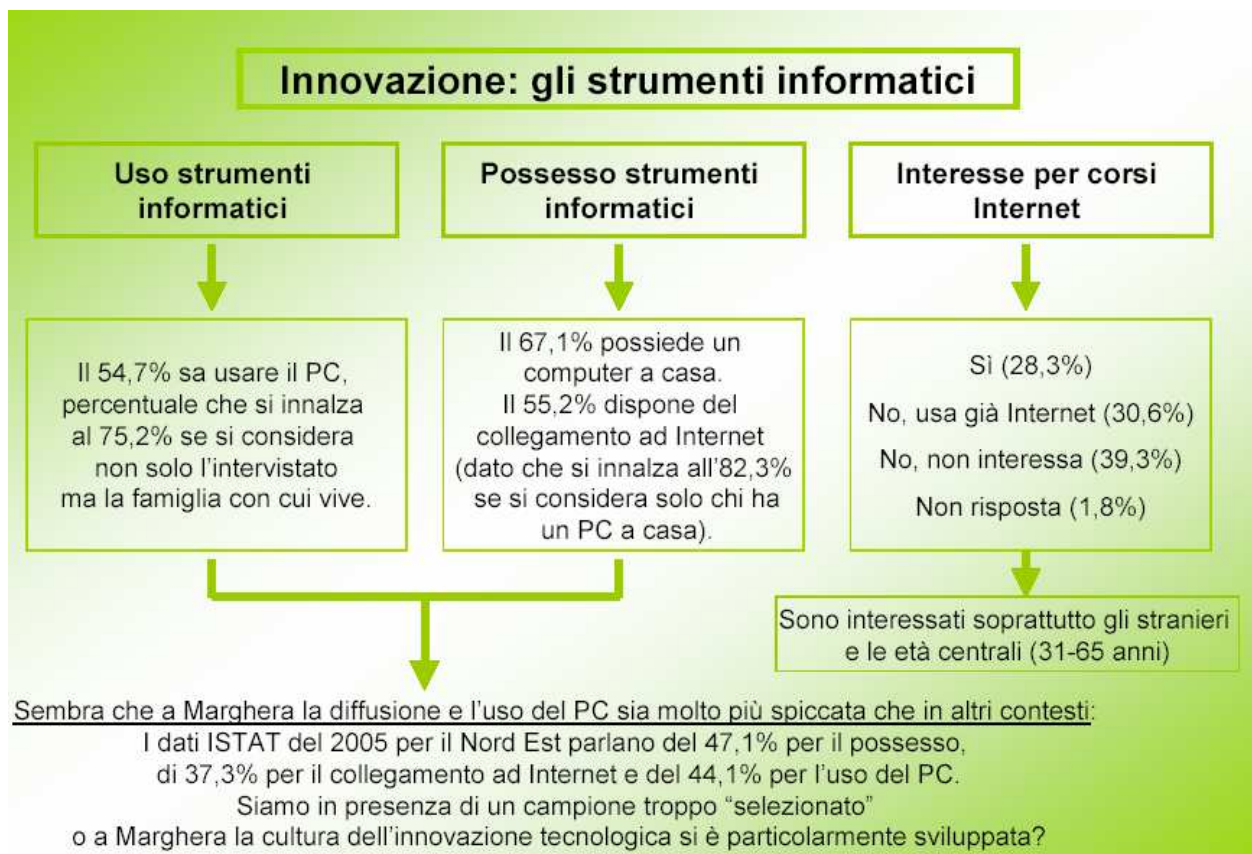 Innovazione: gli strumenti informatici
Uso strumenti
informatici
Il 54,7% sa usare il PC,
percentuale che si innalza
al 75,2% se si considera
non solo l'intervistato
ma la famiglia con cui vive.
Possesso strumenti
informatici
Il 67,1% possiede un
computer a casa.
Il 55,2% dispone del
collegamento ad Internet
(dato che si innalza all'82,3%
se si considera solo chi ha
un PC a casa).
Interesse per corsi
Internet
Sì (28,3%)
No, usa già Internet (30,6%)
No, non interessa (39,3%)
Non risposta (1,8%)
Sono interessati soprattutto gli stranieri
e le età centrali (31-65 anni)
Sembra che a Marghera la diffusione e l'uso del PC sia molto più spiccata che in altri contesti:
I dati ISTAT del 2005 per il Nord Est parlano del 47,1% per il possesso,
di 37,3% per il collegamento ad Internet e del 44,1% per l'uso del PC.
Siamo in presenza di un campione troppo "selezionato"
o a Marghera la cultura dell'innovazione tecnologica si è particolarmente sviluppata?